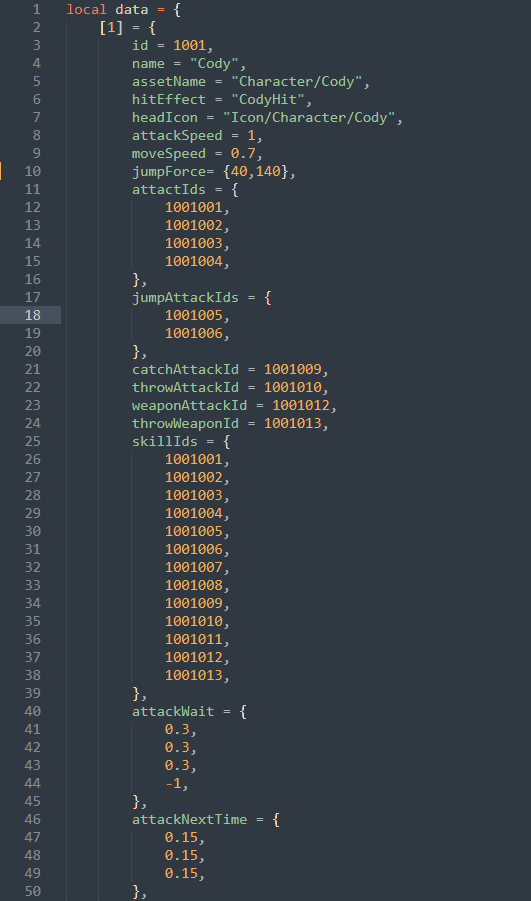 1 local data = {
2 [1] = {
3 id = 1001,
4 name = "Cody",
5 assetName = "Character/Cody",
6 hitEffect = "CodyHit",
7 headIcon = "Icon/Character/Cody",
8 attackSpeed = 1,
9 moveSpeed = 0.7,
10 jumpForce= {40,140},
11 attactIds = {
12 1001001,
13 1001002,
14 1001003,
15 1001004,
16 },
17 jumpAttackIds = {
18 1001005,
19 1001006,
20 },
21 catchAttackId = 1001009,
22 throwAttackId = 1001010,
23 weaponAttackId = 1001012,
24 throwWeaponId = 1001013,
25 skillIds = {
26 1001001,
27 1001002,
28 1001003,
29 1001004,
30 1001005,
31 1001006,
32 1001007,
33 1001008,
34 1001009,
35 1001010,
36 1001011,
37 1001012,
38 1001013,
39 },
40 attackWait = {
41 0.3,
42 0.3,
43 0.3,
44 -1,
45 },
46 attackNextTime = {
47 0.15,
48 0.15,
49 0.15,
50 },